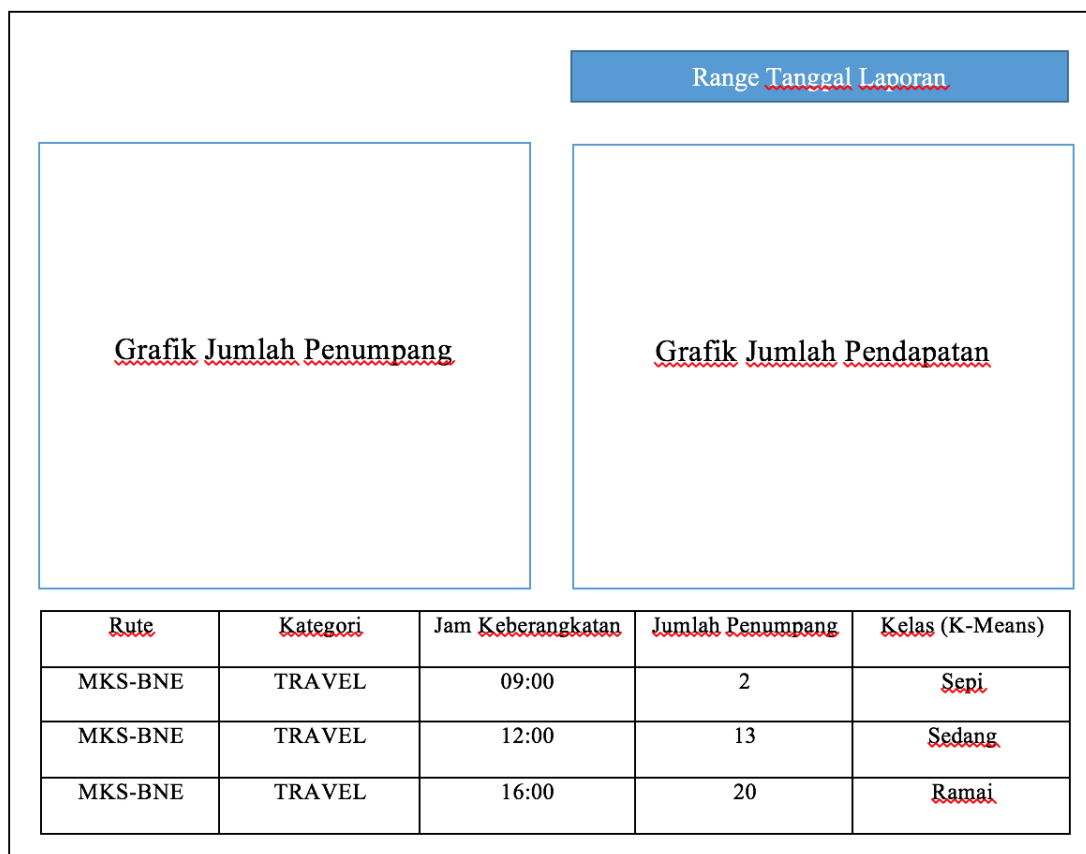 Range Tanggal Laporan
Grafik Jumlah Penumpang
Grafik Jumlah Pendapatan
Rute Kategori Jam Keberangkatan Jumlah Penumpang Kelas (K-Means)
MKS-BNE TRAVEL 09:00 2 Sepi
MKS-BNE TRAVEL 12:00 13 Sedang
MKS-BNE TRAVEL 16:00 20 Ramai